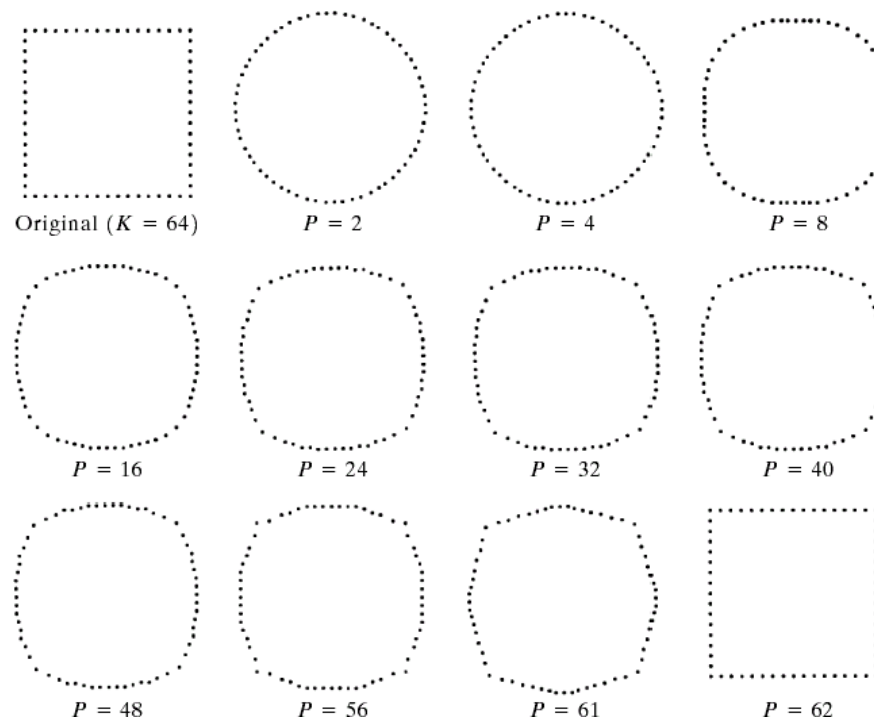 Original (K = 64)
P = 2
P = 4
P = 8
P = 16
P = 24
P = 32
P = 40
P = 48
P = 56
P = 61
P = 62